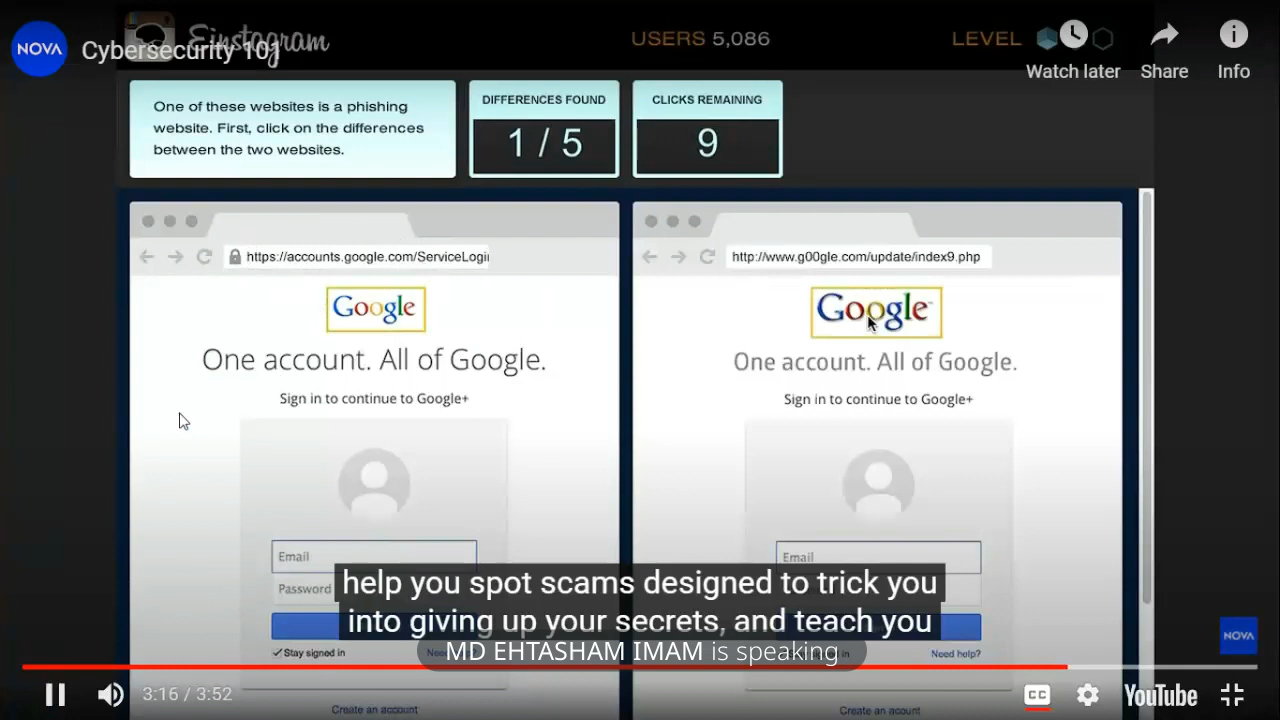 NOVA
Cybersecurity 101
Einstagram
USERS 5,086
LEVEL
Watch later
Share
Info
One of these websites is a phishing
website. First, click on the differences
between the two websites.
DIFFERENCES FOUND
1 / 5
CLICKS REMAINING
9
https://accounts.google.com/ServiceLogi
Google
One account. All of Google.
Sign in to continue to Google+
Email
Password
Stay signed in
Create an account
http://www.g00gle.com/update/index9.php
Google™
One account. All of Google.
Sign in to continue to Google+
Email
Need help?
Create an account
help you spot scams designed to trick you
into giving up your secrets, and teach you
MD EHTASHAM IMAM is speaking
NOVA
3:16 / 3:52
CC
YouTube